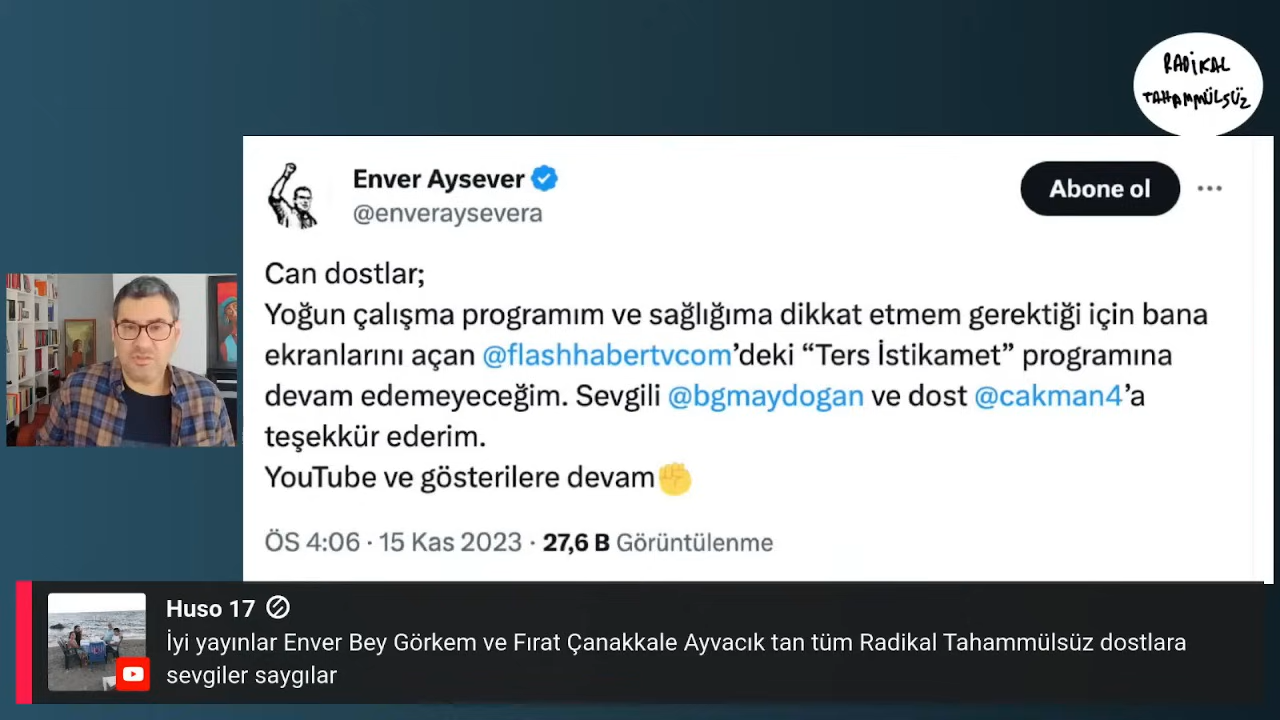 RADİKAL
TAHAMMÜLSÜZ
Enver Aysever
@enveraysevera
Abone ol
Can dostlar;
Yoğun çalışma programım ve sağlığıma dikkat etmem gerektiği için bana
ekranlarını açan @flashhabertvcom’deki “Ters İstikamet” programına
devam edemeyeceğim. Sevgili @bgmaydogan ve dost @cakman4’a
teşekkür ederim.
YouTube ve gösterilere devam✊
ÖS 4:06 · 15 Kas 2023 · 27,6 B Görüntülenme
Huso 17
İyi yayınlar Enver Bey Görkem ve Fırat Çanakkale Ayvacık tan tüm Radikal Tahammülsüz dostlara
sevgiler saygılar